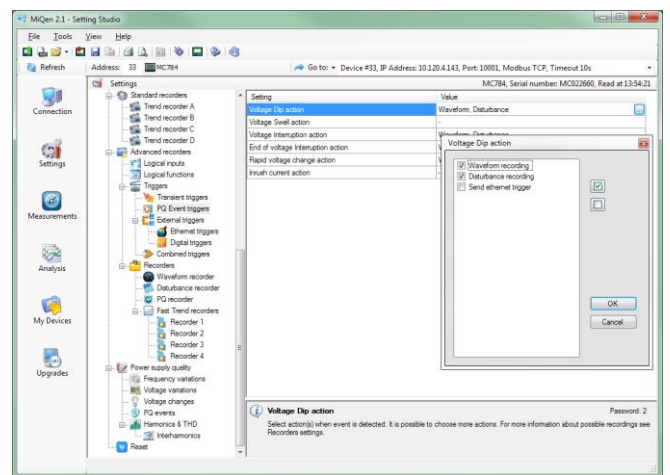 MiQen 2.1 - Setting Studio
File Tools View Help
Refresh Address: 33 MC784 Go to: Device #33, IP Address: 10.120.4.143, Port: 10001, Modbus TCP, Timeout 10s
Settings MC784, Serial number: MC022660, Read at 13:54:21
Connection
Settings
Measurements
Analysis
My Devices
Upgrades
Standard recorders
Trend recorder A
Trend recorder B
Trend recorder C
Trend recorder D
Advanced recorders
Logical inputs
Logical functions
Triggers
Transient triggers
PQ Event triggers
External triggers
Ethernet triggers
Digital triggers
Combined triggers
Recorders
Waveform recorder
Disturbance recorder
PQ recorder
Fast Trend recorders
Recorder 1
Recorder 2
Recorder 3
Recorder 4
Power supply quality
Frequency variations
Voltage variations
Voltage changes
PQ events
Harmonics & THD
Interharmonics
Reset
Setting Value
Voltage Dip action Waveform, Disturbance ...
Voltage Swell action -
Voltage Interruption action Waveform, Disturbance
End of voltage Interruption action
Rapid voltage change action
Inrush current action
Voltage Dip action
Waveform recording
Disturbance recording
Send ethernet trigger
OK
Cancel
Voltage Dip action Password: 2
Select action(s) when event is detected. It is possible to choose more actions. For more information about possible recordings see
Recorders settings.